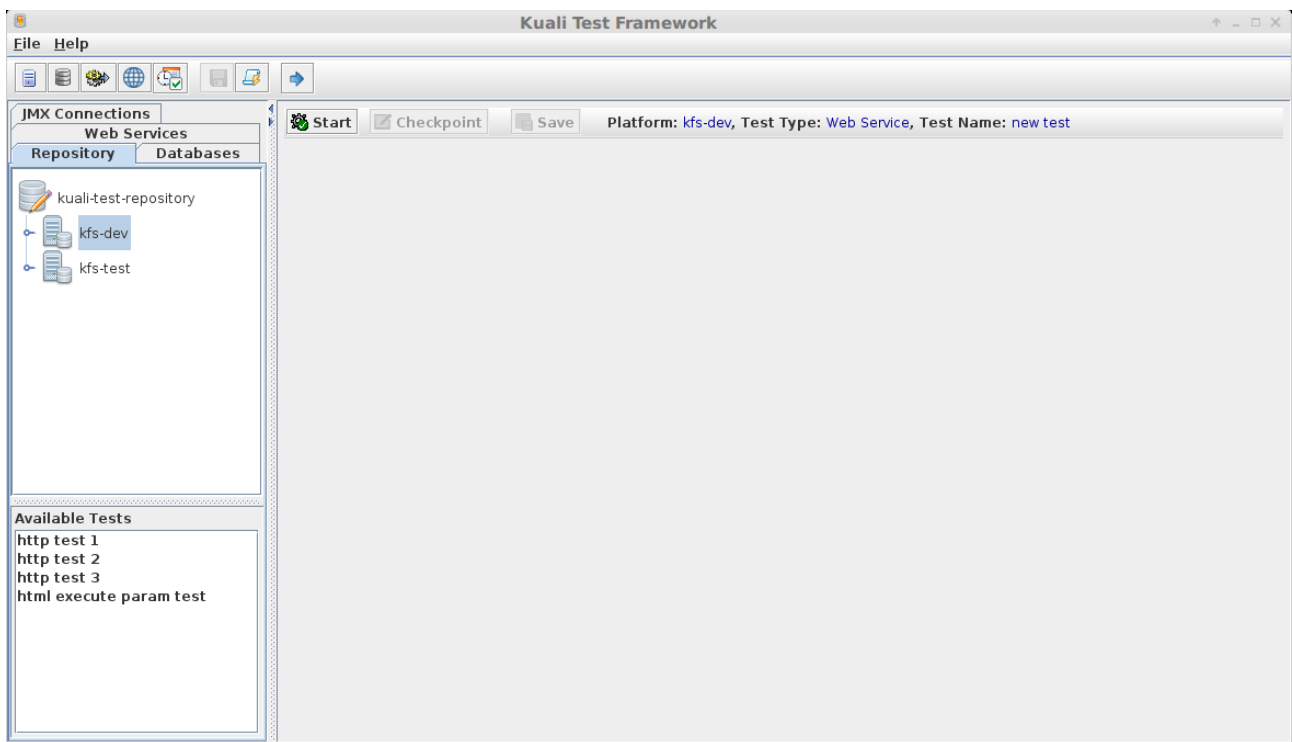 Kuali Test Framework
File Help
JMX Connections
Web Services
Repository Databases
Start Checkpoint Save Platform: kfs-dev, Test Type: Web Service, Test Name: new test
kuali-test-repository
kfs-dev
kfs-test
Available Tests
http test 1
http test 2
http test 3
html execute param test